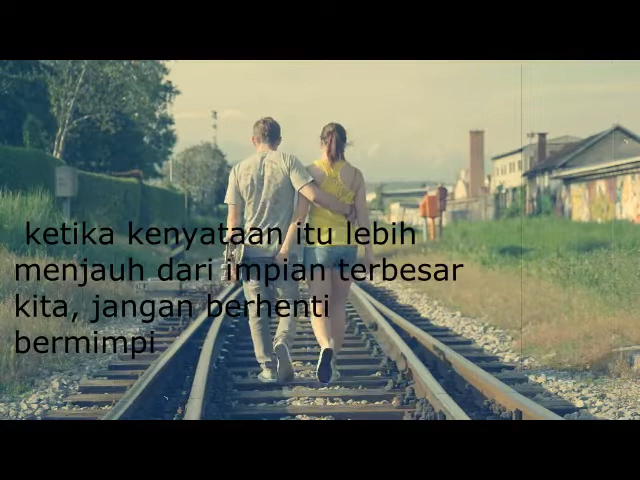 ketika kenyataan itu lebih
menjauh dari impian terbesar
kita, jangan berhenti
bermimpi